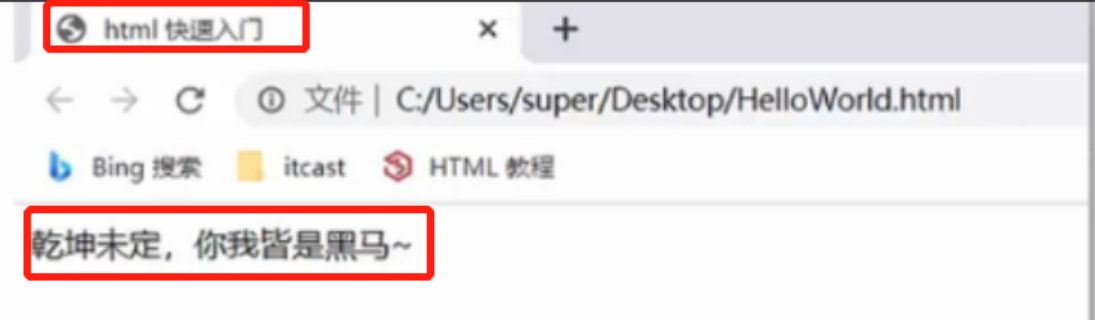 html 快速入门
文件 | C:/Users/super/Desktop/HelloWorld.html
Bing 搜索 itcast HTML 教程
乾坤未定，你我皆是黑马~